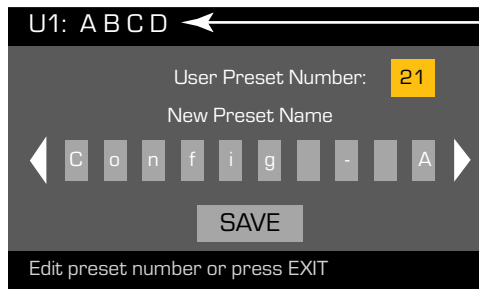 U1: A B C D
User Preset Number: 21
New Preset Name
C o n f i g - A
SAVE
Edit preset number or press EXIT